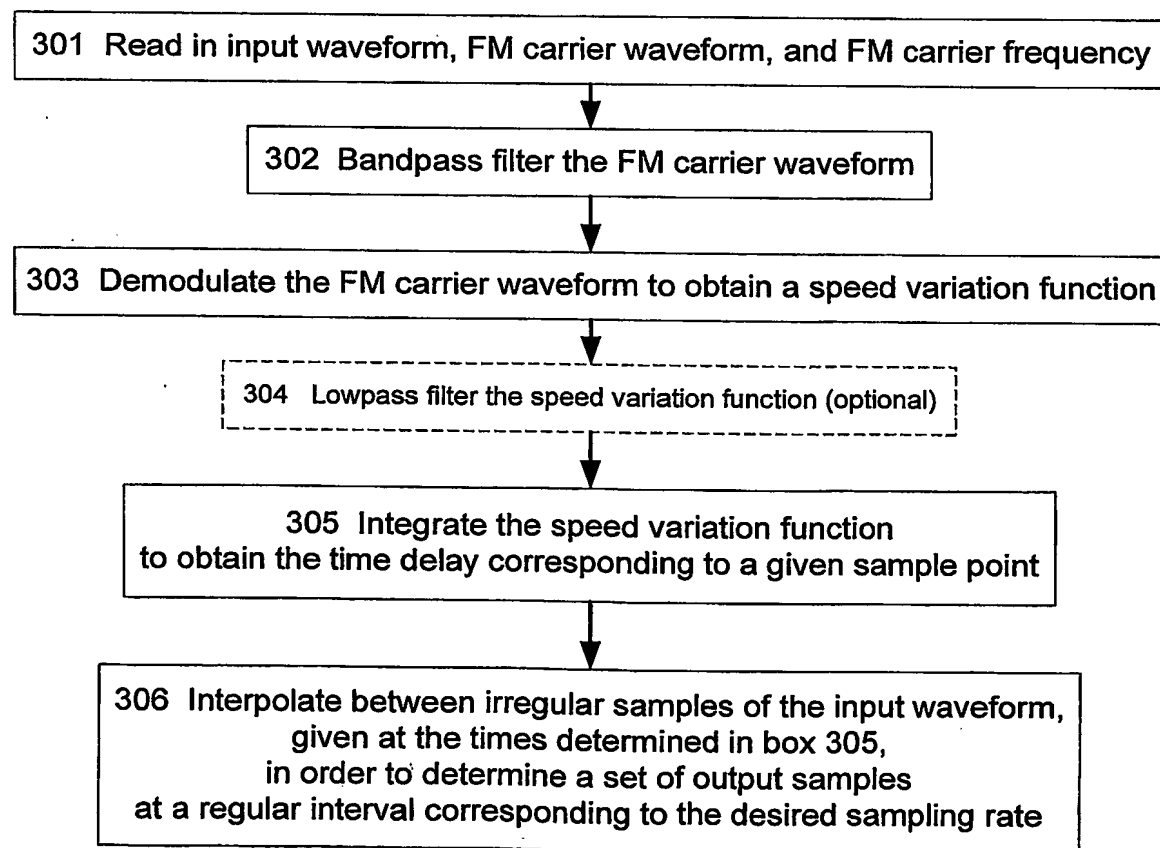 301 Read in input waveform, FM carrier waveform, and FM carrier frequency
302 Bandpass filter the FM carrier waveform
303 Demodulate the FM carrier waveform to obtain a speed variation function
304 Lowpass filter the speed variation function (optional)
305 Integrate the speed variation function
to obtain the time delay corresponding to a given sample point
306 Interpolate between irregular samples of the input waveform,
given at the times determined in box 305,
in order to determine a set of output samples
at a regular interval corresponding to the desired sampling rate